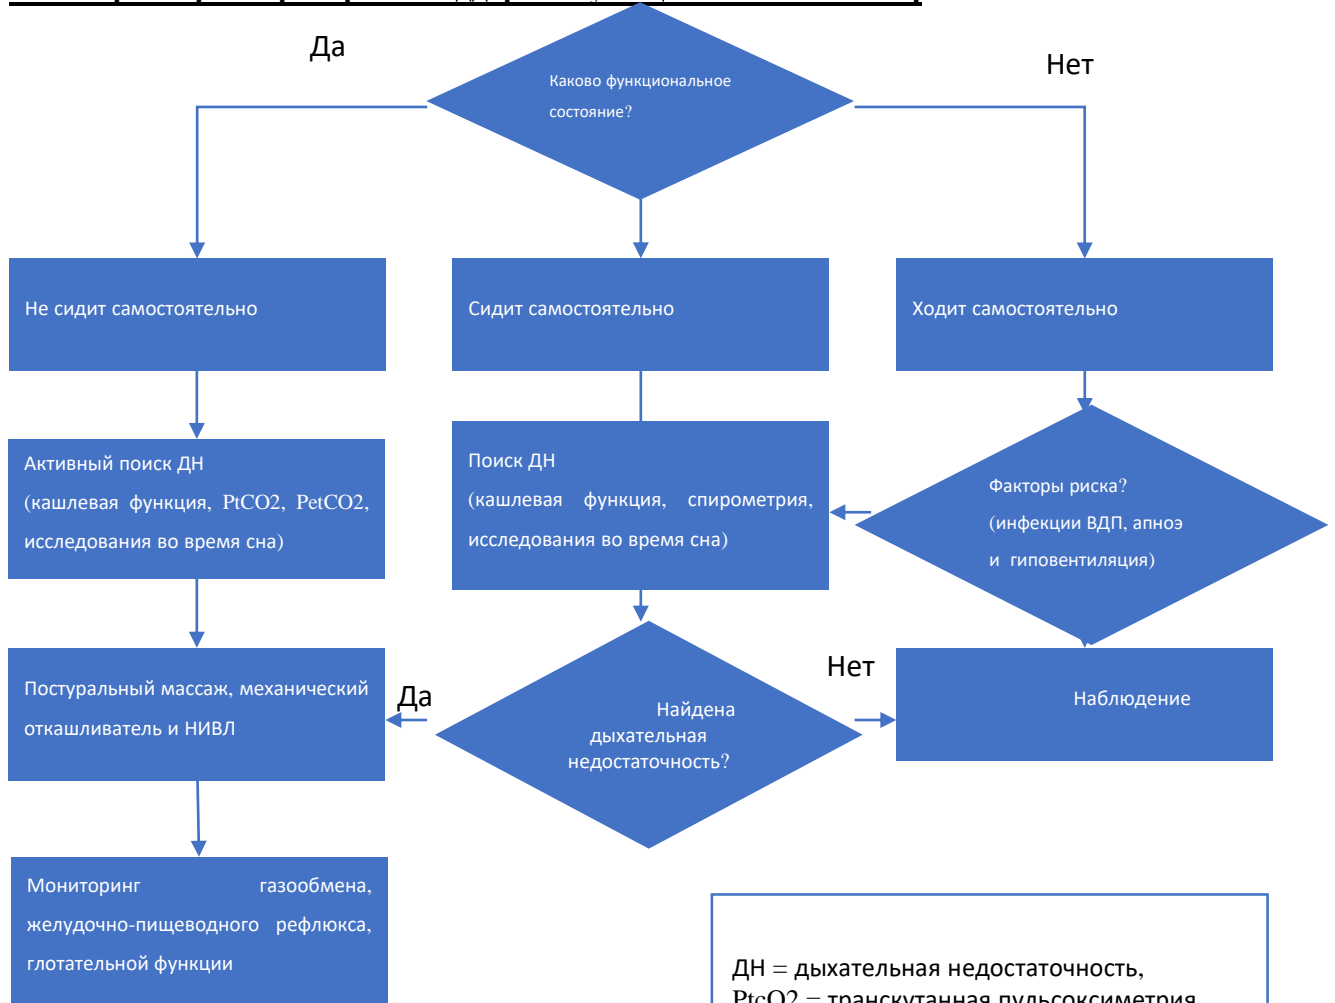 Да
Нет
Каково функциональное
состояние?
Не сидит самостоятельно
Сидит самостоятельно
Ходит самостоятельно
Активный поиск ДН
(кашлевая функция, PtCO2, PetCO2,
исследования во время сна)
Поиск ДН
(кашлевая функция, спирометрия,
исследования во время сна)
Факторы риска?
(инфекции ВДП, апноэ
и гиповентиляция)
Постуральный массаж, механический
откашливатель и НИВЛ
Да
Найдена
дыхательная
недостаточность?
Нет
Наблюдение
Мониторинг газообмена,
желудочно-пищеводного рефлюкса,
глотательной функции
ДН = дыхательная недостаточность,
PtcO2 = транскутанная пульсоксиметрия